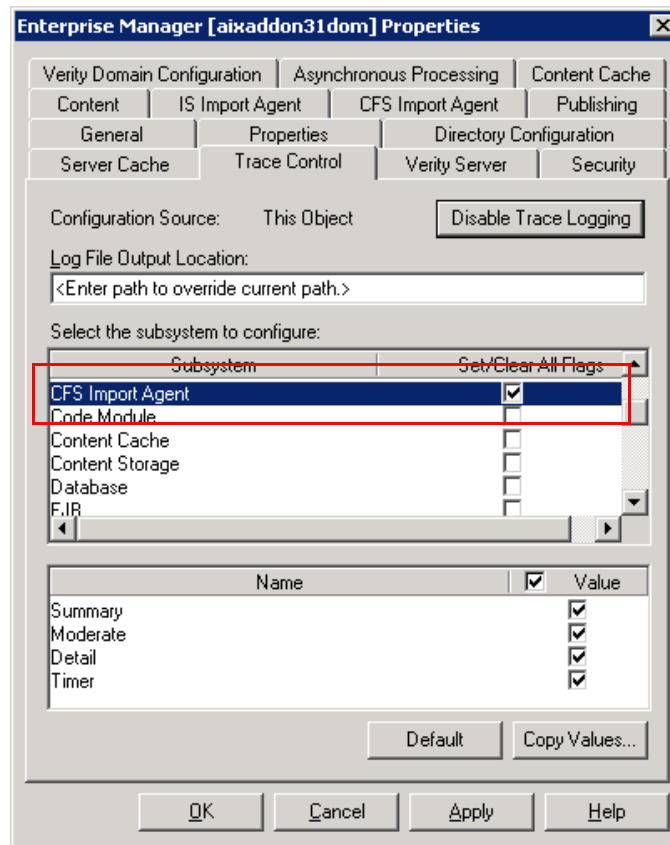 Enterprise Manager [aixaddon31dom] Properties
Verity Domain Configuration Asynchronous Processing Content Cache
Content IS Import Agent CFS Import Agent Publishing
General Properties Directory Configuration
Server Cache Trace Control Verity Server Security
Configuration Source: This Object Disable Trace Logging
Log File Output Location:
<Enter path to override current path.>
Select the subsystem to configure:
Subsystem Set/Clear All Flags
CFS Import Agent
Code Module
Content Cache
Content Storage
Database
EJB
Name Value
Summary
Moderate
Detail
Timer
Default Copy Values...
OK Cancel Apply Help